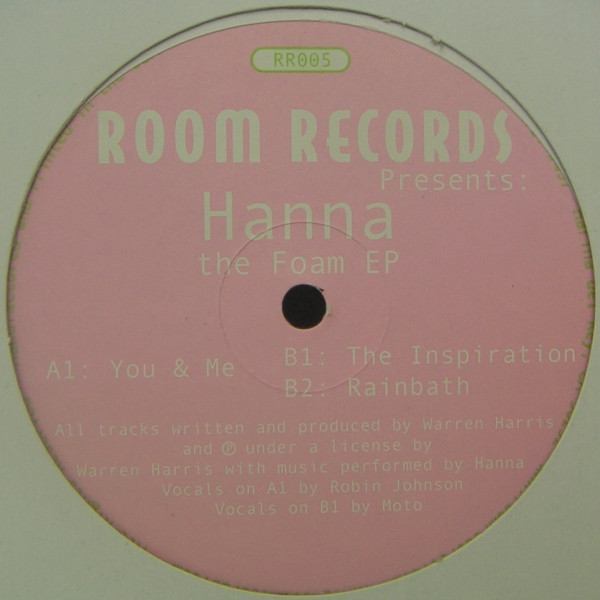 RR005
ROOM RECORDS
Presents:
Hanna
the Foam EP
A1: You & Me
B1: The Inspiration
B2: Rainbath
All tracks written and produced by Warren Harris
and ℗ under a license by
Warren Harris with music performed by Hanna
Vocals on A1 by Robin Johnson
Vocals on B1 by Moto